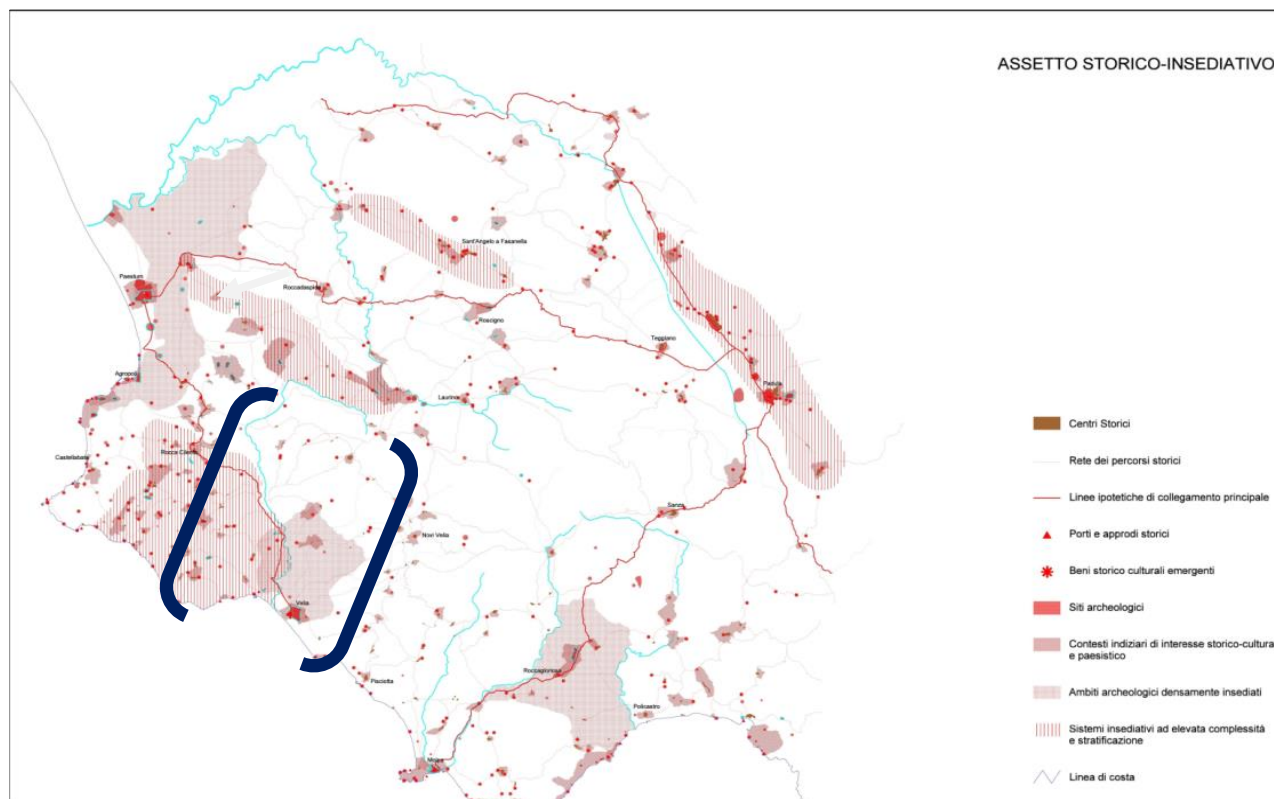 ASSETTO STORICO-INSEDIATIVO
Sant'Angelo a Fasanella
Paestum
Roccadaspide
Roscigno
Teggiano
Agropoli
Padula
Laurino
Castellabate
Rocca Cilento
Sanza
Novi Velia
Velia
Roccagloriosa
Pisciotta
Policastro
Centri Storici
Rete dei percorsi storici
Linee ipotetiche di collegamento principale
Porti e approdi storici
Beni storico culturali emergenti
Siti archeologici
Contesti indiziari di interesse storico-cultura
e paesistico
Ambiti archeologici densamente insediati
Sistemi insediativi ad elevata complessità
e stratificazione
Linea di costa